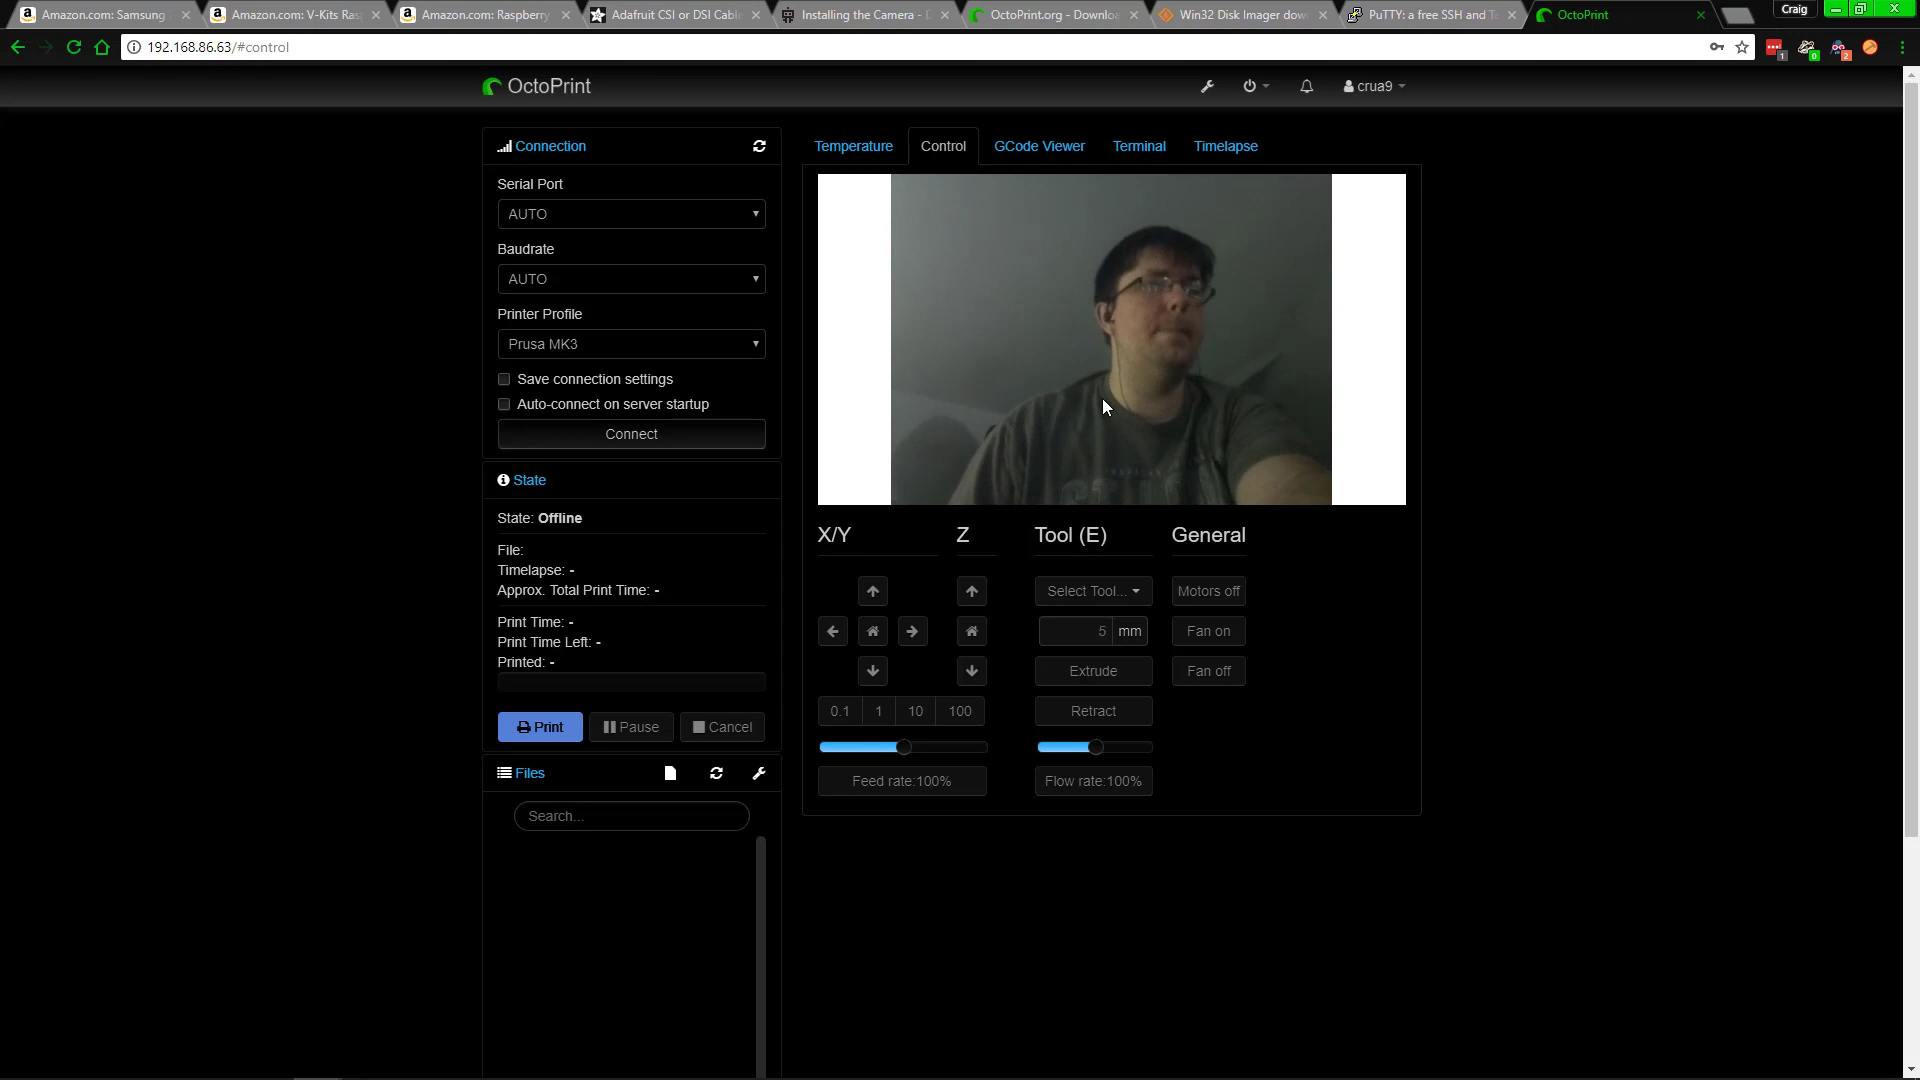 Amazon.com: Samsung
Amazon.com: V-Kits Ras
Amazon.com: Raspberry
Adafruit CSI or DSI Cabl
Installing the Camera - D
OctoPrint.org - Downloa
Win32 Disk Imager dow
PuTTY: a free SSH and Te
OctoPrint
Craig
192.168.86.63/#control
1
0
2
OctoPrint
crua9
Connection
Temperature
Control
GCode Viewer
Terminal
Timelapse
Serial Port
AUTO
Baudrate
AUTO
Printer Profile
Prusa MK3
Save connection settings
Auto-connect on server startup
Connect
State
State: Offline
File:
Timelapse: -
Approx. Total Print Time: -
Print Time: -
Print Time Left: -
Printed: -
Print
Pause
Cancel
Files
Search...
X/Y
Z
Tool (E)
General
Select Tool...
Motors off
5 mm
Fan on
Extrude
Fan off
0.1 1 10 100
Retract
Feed rate:100%
Flow rate:100%